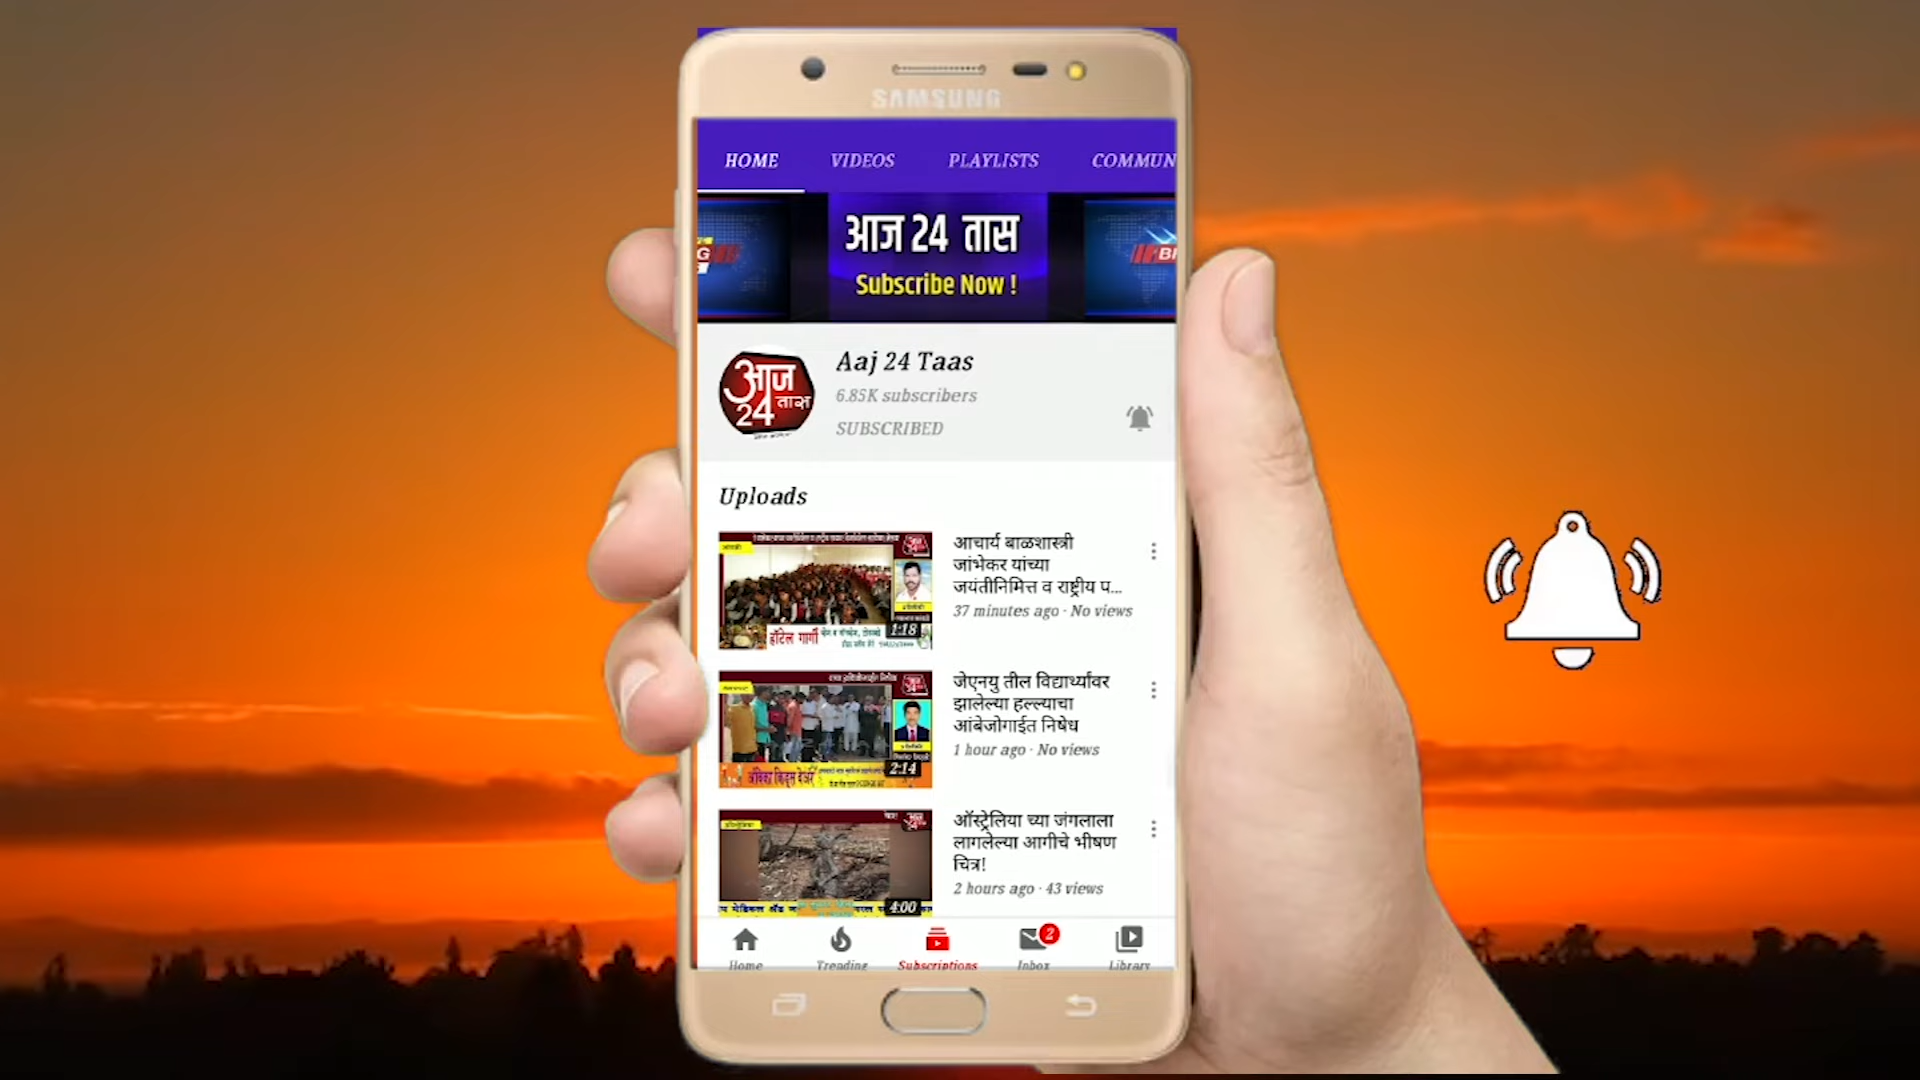 SAMSUNG
HOME VIDEOS PLAYLISTS COMMUN
आज 24 तास
Subscribe Now !
आज
24 तास
Aaj 24 Taas
6.85K subscribers
SUBSCRIBED
Uploads
आचार्य बाळशास्त्री
जांभेकर यांच्या
जयंतीनिमित्त व राष्ट्रीय प...
37 minutes ago · No views
हॉटेल गार्गी
1:18
जेएनयु तील विद्यार्थ्यांवर
झालेल्या हल्ल्याचा
आंबेजोगाईत निषेध
1 hour ago · No views
2:14
ऑस्ट्रेलिया च्या जंगलाला
लागलेल्या आगीचे भीषण
चित्र!
2 hours ago · 43 views
4:00
2
Home Trending Subscriptions Inbox Library